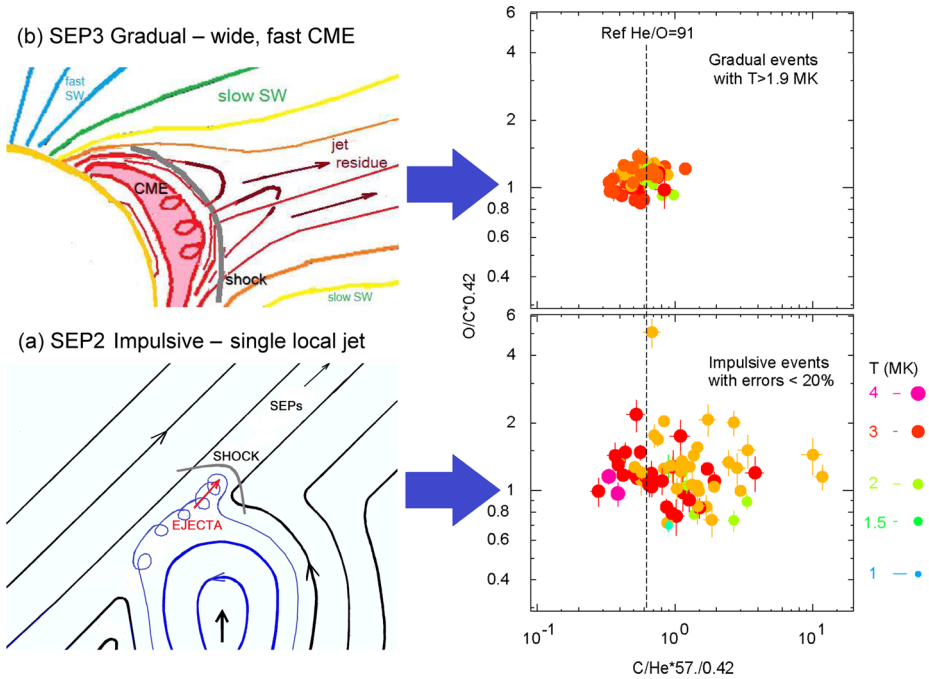 (b) SEP3 Gradual – wide, fast CME
fast
SW
slow SW
jet
residue
CME
shock
slow SW
(a) SEP2 Impulsive – single local jet
SEPs
SHOCK
EJECTA
6
4
2
1
0.8
0.6
0.4
Ref He/O=91
Gradual events
with T>1.9 MK
O/C*0.42
6
4
2
1
0.8
0.6
0.4
Impulsive events
with errors < 20%
10⁻¹
10⁰
10¹
C/He*57./0.42
T (MK)
4
3
2
1.5
1